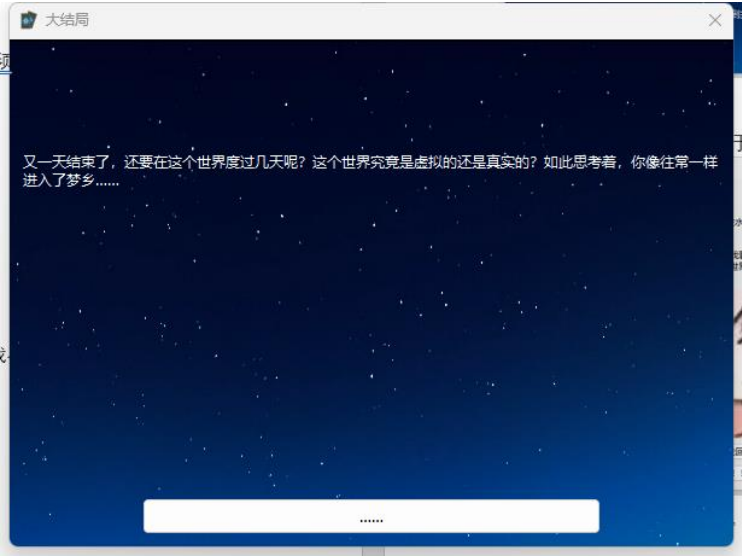 大结局
又一天结束了，还要在这个世界度过几天呢？这个世界究竟是虚拟的还是真实的？如此思考着，你像往常一样
进入了梦乡......
......